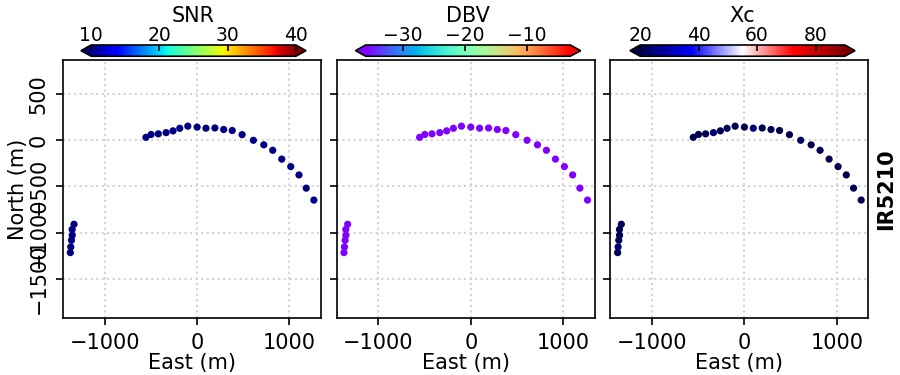 SNR DBV Xc
10 20 30 40 −30 −20 −10 20 40 60 80
500
0
−500
−1000
−1500
North (m)
IR5210
−1000 0 1000 −1000 0 1000 −1000 0 1000
East (m) East (m) East (m)